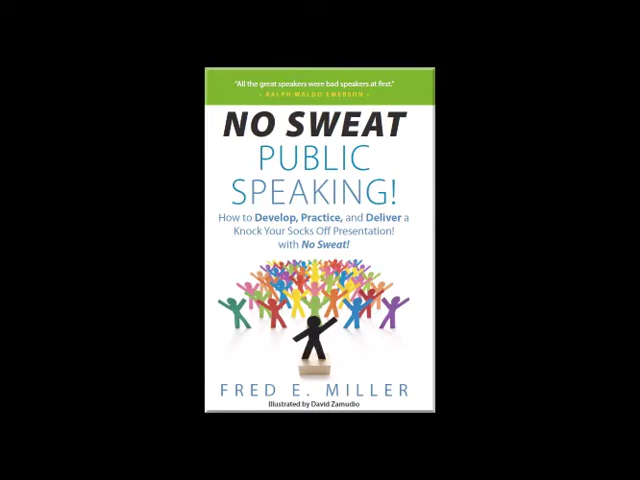 "All the great speakers were bad speakers at first."
- RALPH WALDO EMERSON -
NO SWEAT
PUBLIC
SPEAKING!
How to Develop, Practice, and Deliver a
Knock Your Socks Off Presentation!
with No Sweat!
FRED E. MILLER
Illustrated by David Zamudio